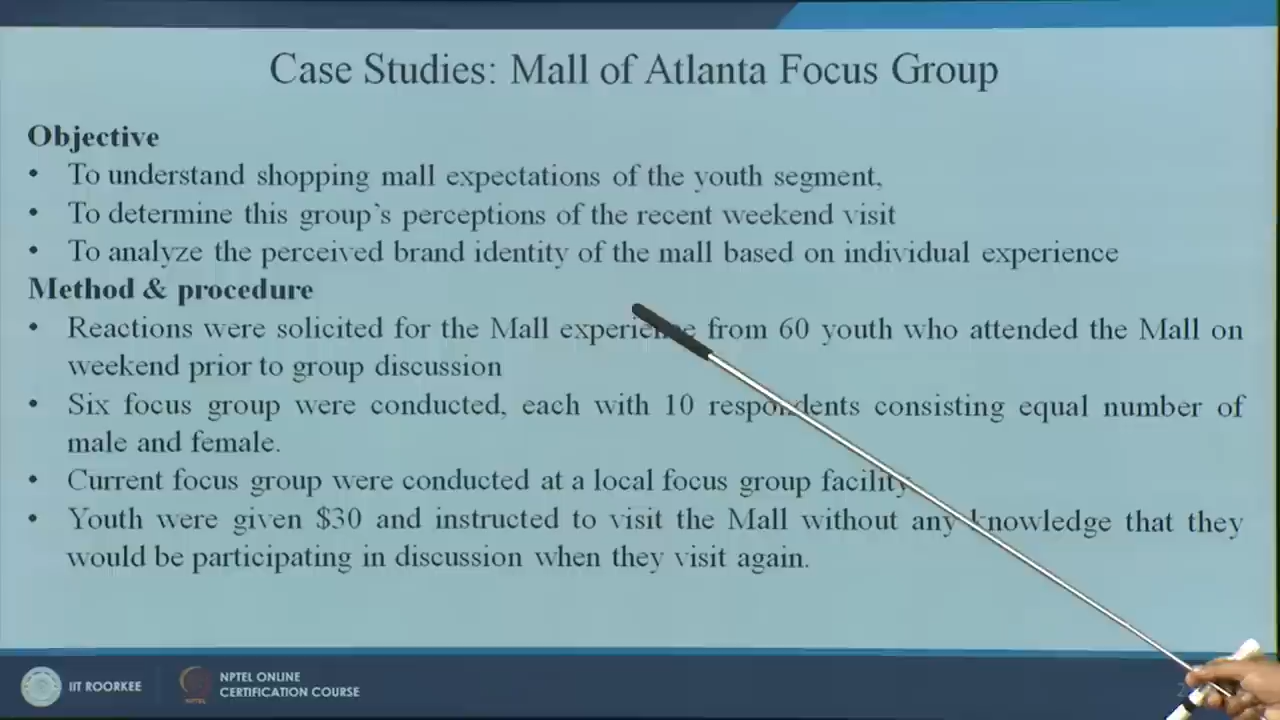 Case Studies: Mall of Atlanta Focus Group
Objective
• To understand shopping mall expectations of the youth segment,
• To determine this group`s perceptions of the recent weekend visit
• To analyze the perceived brand identity of the mall based on individual experience
Method & procedure
• Reactions were solicited for the Mall experience from 60 youth who attended the Mall on
weekend prior to group discussion
• Six focus group were conducted, each with 10 respondents consisting equal number of
male and female.
• Current focus group were conducted at a local focus group facility
• Youth were given $30 and instructed to visit the Mall without any knowledge that they
would be participating in discussion when they visit again.
IIT ROORKEE
NPTEL ONLINE
CERTIFICATION COURSE